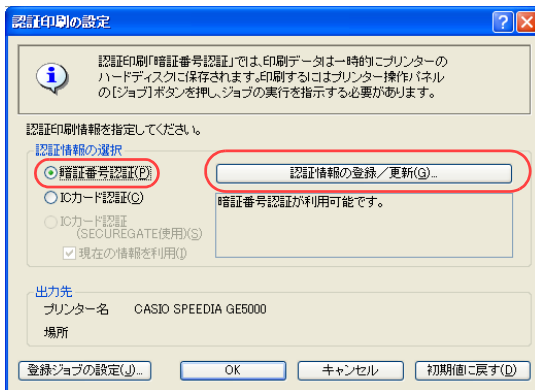 認証印刷の設定
認証印刷「暗証番号認証」では、印刷データは一時的にプリンターの
ハードディスクに保存されます。印刷するにはプリンター操作パネル
の[ジョブ]ボタンを押し、ジョブの実行を指示する必要があります。
認証印刷情報を指定してください。
認証情報の選択
暗証番号認証(P)
認証情報の登録／更新(G)...
ICカード認証(C)
暗証番号認証が利用可能です。
ICカード認証
(SECUREGATE使用)(S)
現在の情報を利用(I)
出力先
プリンター名 CASIO SPEEDIA GE5000
場所
登録ジョブの設定(J)...
OK
キャンセル
初期値に戻す(D)